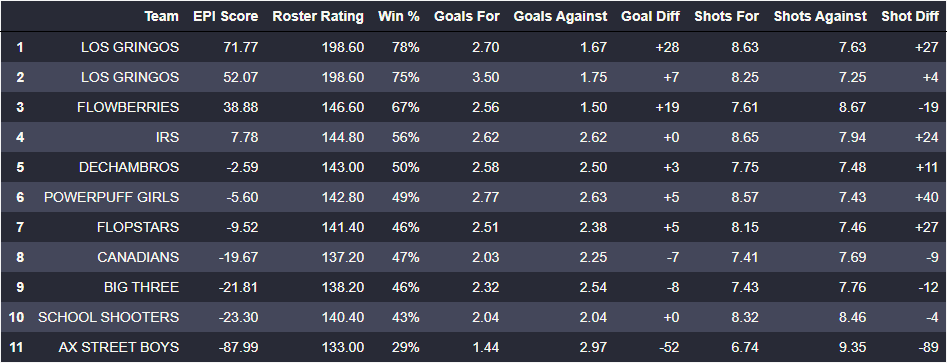 Team EPI Score Roster Rating Win % Goals For Goals Against Goal Diff Shots For Shots Against Shot Diff
1 LOS GRINGOS 71.77 198.60 78% 2.70 1.67 +28 8.63 7.63 +27
2 LOS GRINGOS 52.07 198.60 75% 3.50 1.75 +7 8.25 7.25 +4
3 FLOWBERRIES 38.88 146.60 67% 2.56 1.50 +19 7.61 8.67 -19
4 IRS 7.78 144.80 56% 2.62 2.62 +0 8.65 7.94 +24
5 DECHAMBROS -2.59 143.00 50% 2.58 2.50 +3 7.75 7.48 +11
6 POWERPUFF GIRLS -5.60 142.80 49% 2.77 2.63 +5 8.57 7.43 +40
7 FLOPSTARS -9.52 141.40 46% 2.51 2.38 +5 8.15 7.46 +27
8 CANADIANS -19.67 137.20 47% 2.03 2.25 -7 7.41 7.69 -9
9 BIG THREE -21.81 138.20 46% 2.32 2.54 -8 7.43 7.76 -12
10 SCHOOL SHOOTERS -23.30 140.40 43% 2.04 2.04 +0 8.32 8.46 -4
11 AX STREET BOYS -87.99 133.00 29% 1.44 2.97 -52 6.74 9.35 -89